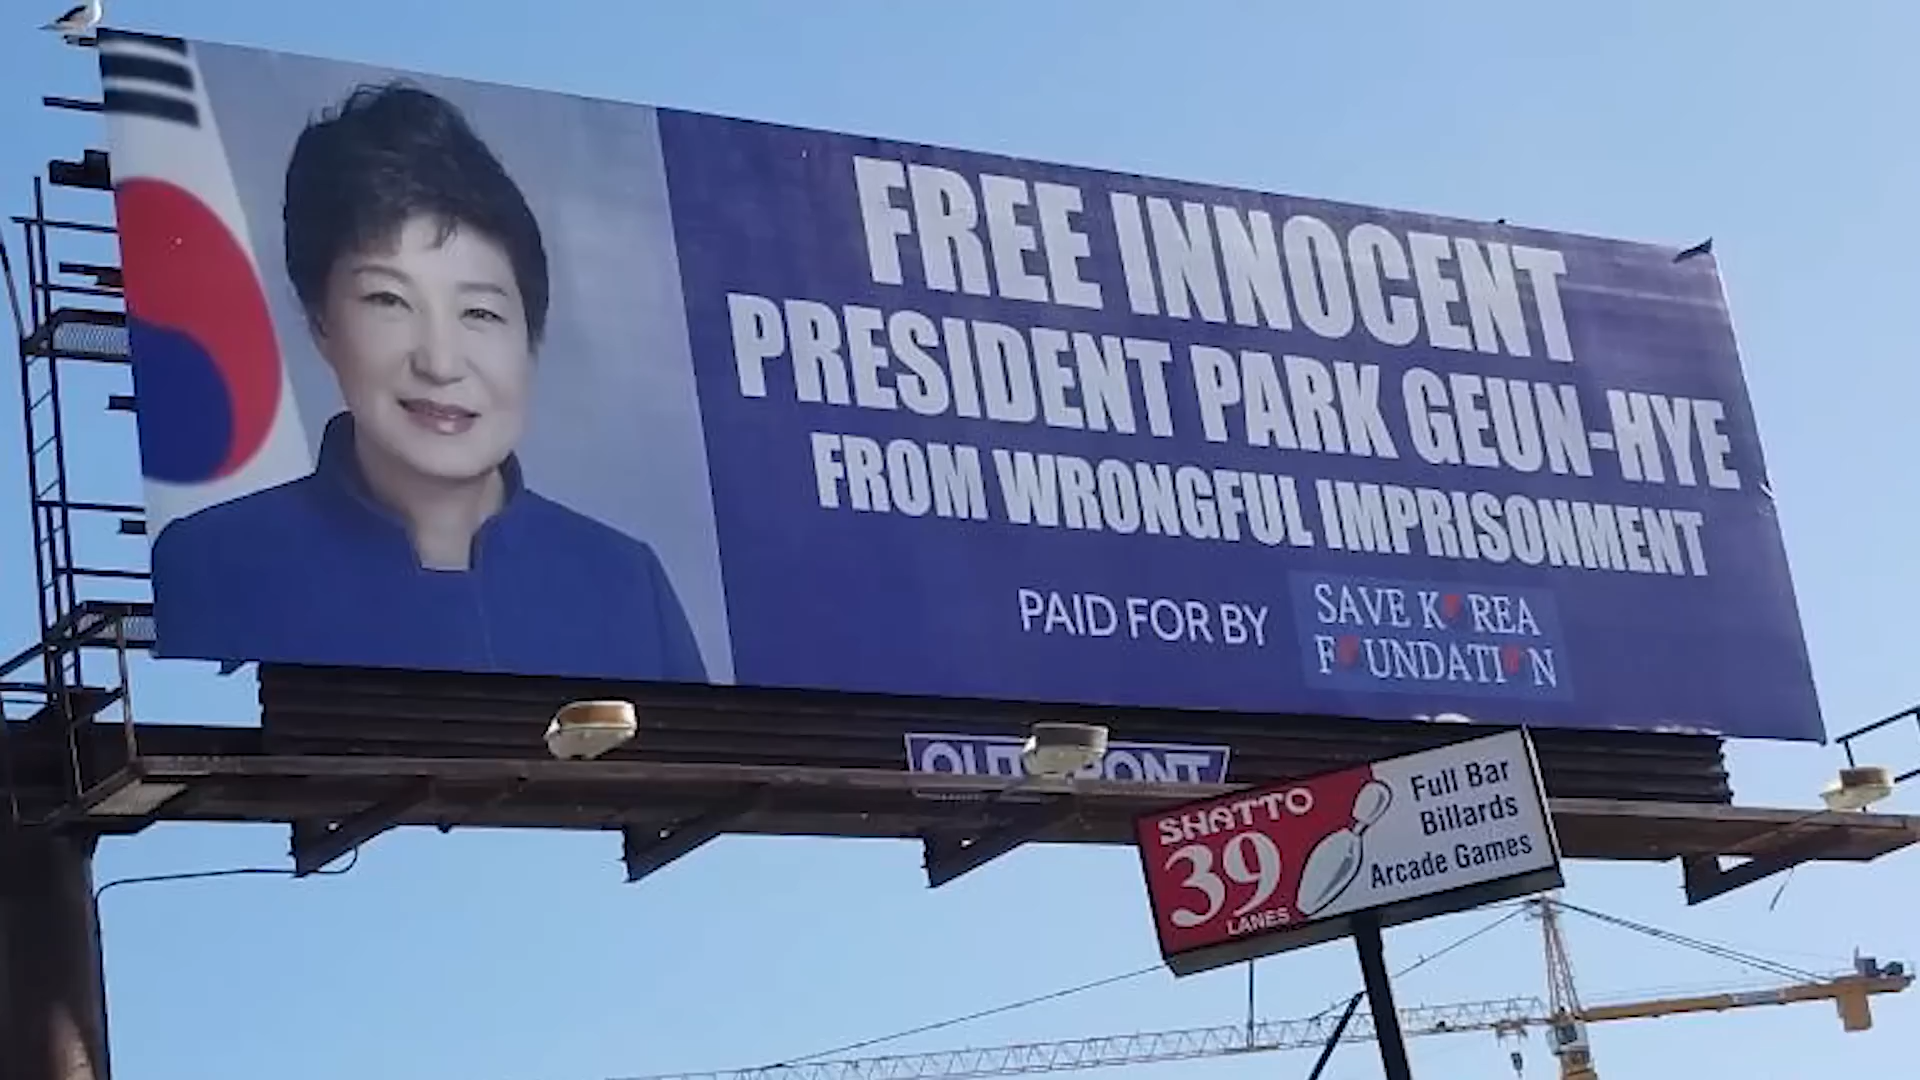 FREE INNOCENT
PRESIDENT PARK GEUN-HYE
FROM WRONGFUL IMPRISONMENT
PAID FOR BY
SAVE KOREA
FOUNDATION
OUTFRONT
SHATTO
39
LANES
Full Bar
Billards
Arcade Games